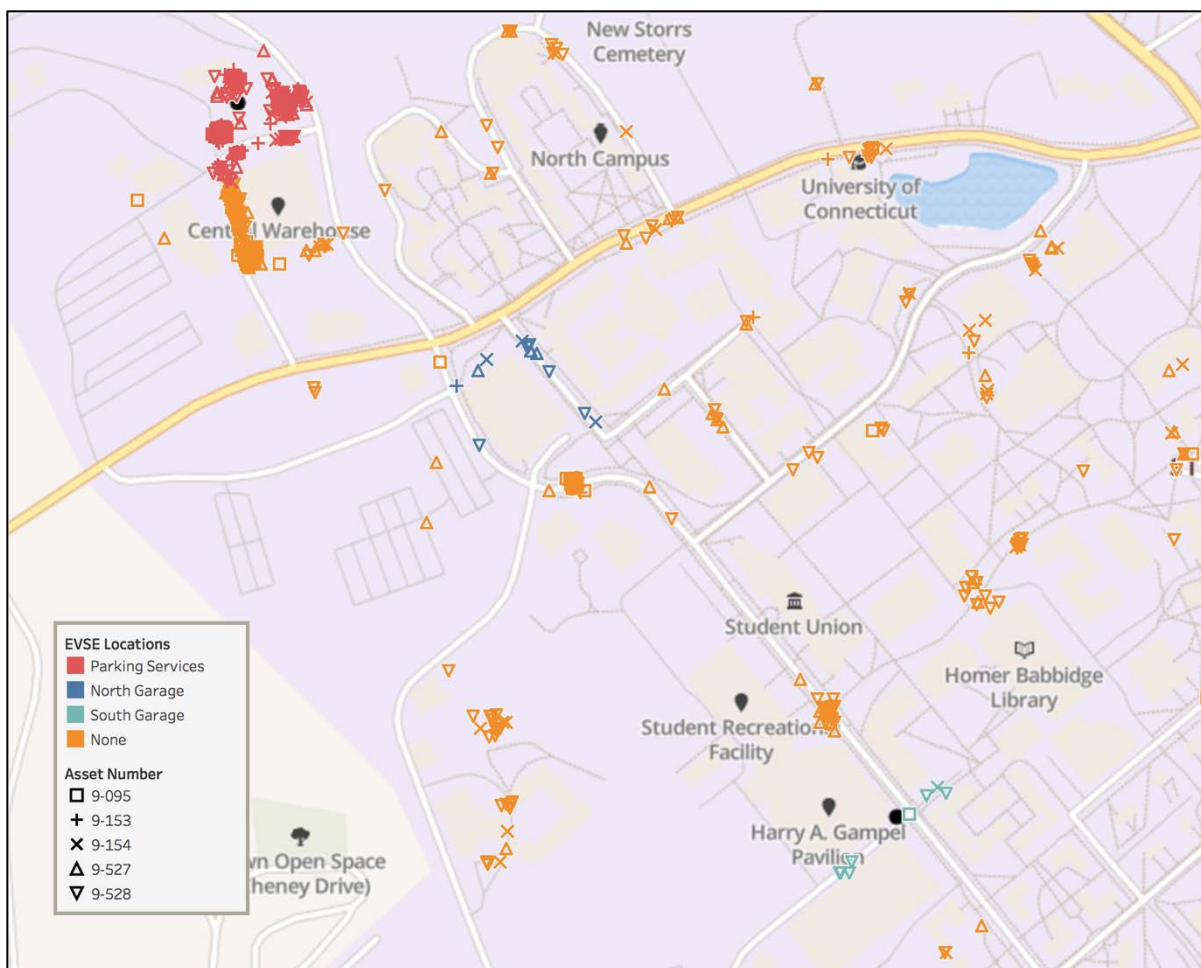 New Storrs
Cemetery
North Campus
University of
Connecticut
Central Warehouse
Student Union
Homer Babbidge
Library
Student Recreation
Facility
Harry A. Gampel
Pavilion
wn Open Space
heney Drive)
EVSE Locations
Parking Services
North Garage
South Garage
None
Asset Number
9-095
9-153
9-154
9-527
9-528